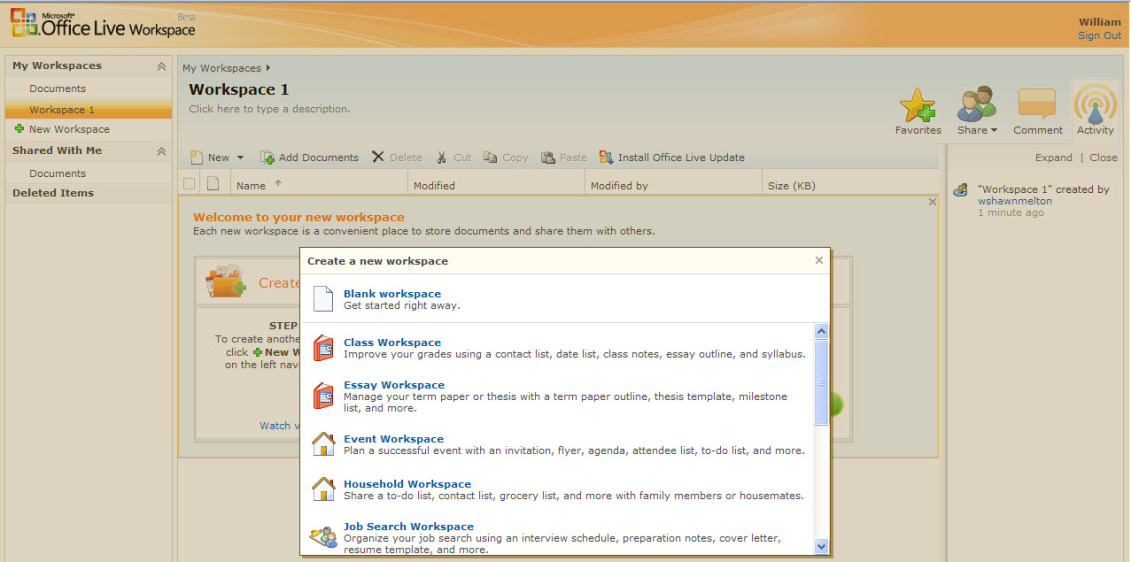 Microsoft®
Office Live Workspace Beta
William
Sign Out
My Workspaces
Documents
Workspace 1
New Workspace
Shared With Me
Documents
Deleted Items
My Workspaces
Workspace 1
Click here to type a description.
Favorites
Share
Comment
Activity
New
Add Documents
Delete
Cut
Copy
Paste
Install Office Live Update
Name
Modified
Modified by
Size (KB)
Expand | Close
"Workspace 1" created by
wshawnmelton
1 minute ago
Welcome to your new workspace
Each new workspace is a convenient place to store documents and share them with others.
Create
STEP
To create anothe
click New W
on the left nav
Watch v
Create a new workspace
Blank workspace
Get started right away.
Class Workspace
Improve your grades using a contact list, date list, class notes, essay outline, and syllabus.
Essay Workspace
Manage your term paper or thesis with a term paper outline, thesis template, milestone
list, and more.
Event Workspace
Plan a successful event with an invitation, flyer, agenda, attendee list, to-do list, and more.
Household Workspace
Share a to-do list, contact list, grocery list, and more with family members or housemates.
Job Search Workspace
Organize your job search using an interview schedule, preparation notes, cover letter,
resume template, and more.